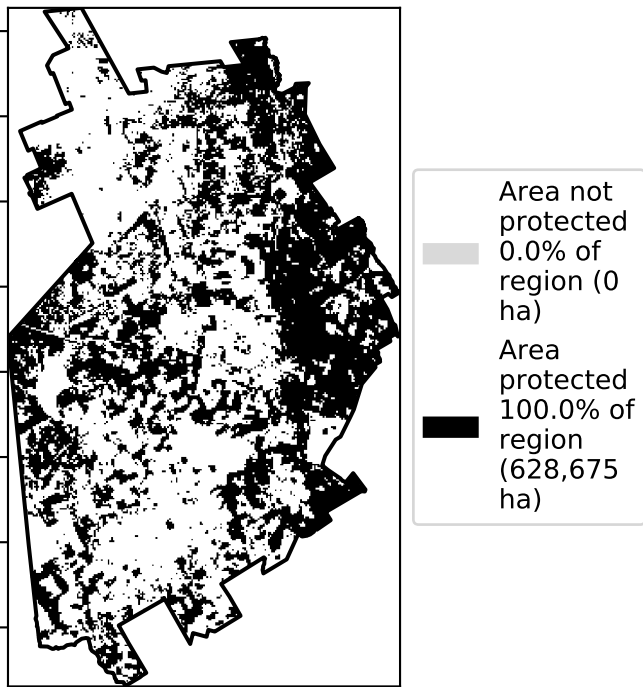 Area not
protected
0.0% of
region (0
ha)
Area
protected
100.0% of
region
(628,675
ha)